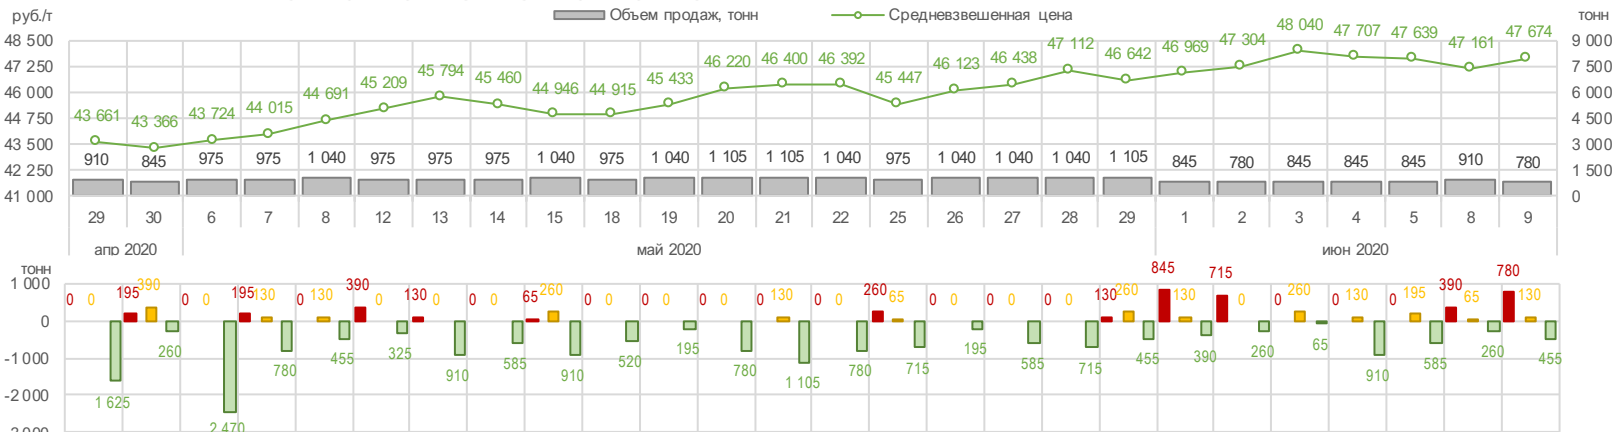 руб./т
Объем продаж, тонн
Средневзвешенная цена
тонн
48 500
47 250
46 000
44 750
43 500
42 250
41 000
43 661 43 366 43 724 44 015 44 691 45 209 45 794 45 460 44 946 44 915 45 433 46 220 46 400 46 392 45 447 46 123 46 438 47 112 46 642 46 969 47 304 48 040 47 707 47 639 47 161 47 674
910 845 975 975 1 040 975 975 975 1 040 975 1 040 1 105 1 105 1 040 975 1 040 1 040 1 040 1 105 845 780 845 845 845 910 780
9 000
7 500
6 000
4 500
3 000
1 500
0
29 30 6 7 8 12 13 14 15 18 19 20 21 22 25 26 27 28 29 1 2 3 4 5 8 9
апр 2020 май 2020 июн 2020
тонн
1 000
0
-1 000
-2 000
0 0 195 390 0 0 195 130 0 130 390 0 130 0 0 0 65 260 0 0 0 0 0 0 0 130 0 0 260 65 0 0 0 0 0 0 130 260 845 130 715 0 0 260 0 130 0 195 390 65 780 130
1 625 260 2 470 780 455 325 910 585 910 520 195 780 1 105 780 715 195 585 715 455 390 260 65 910 585 260 455